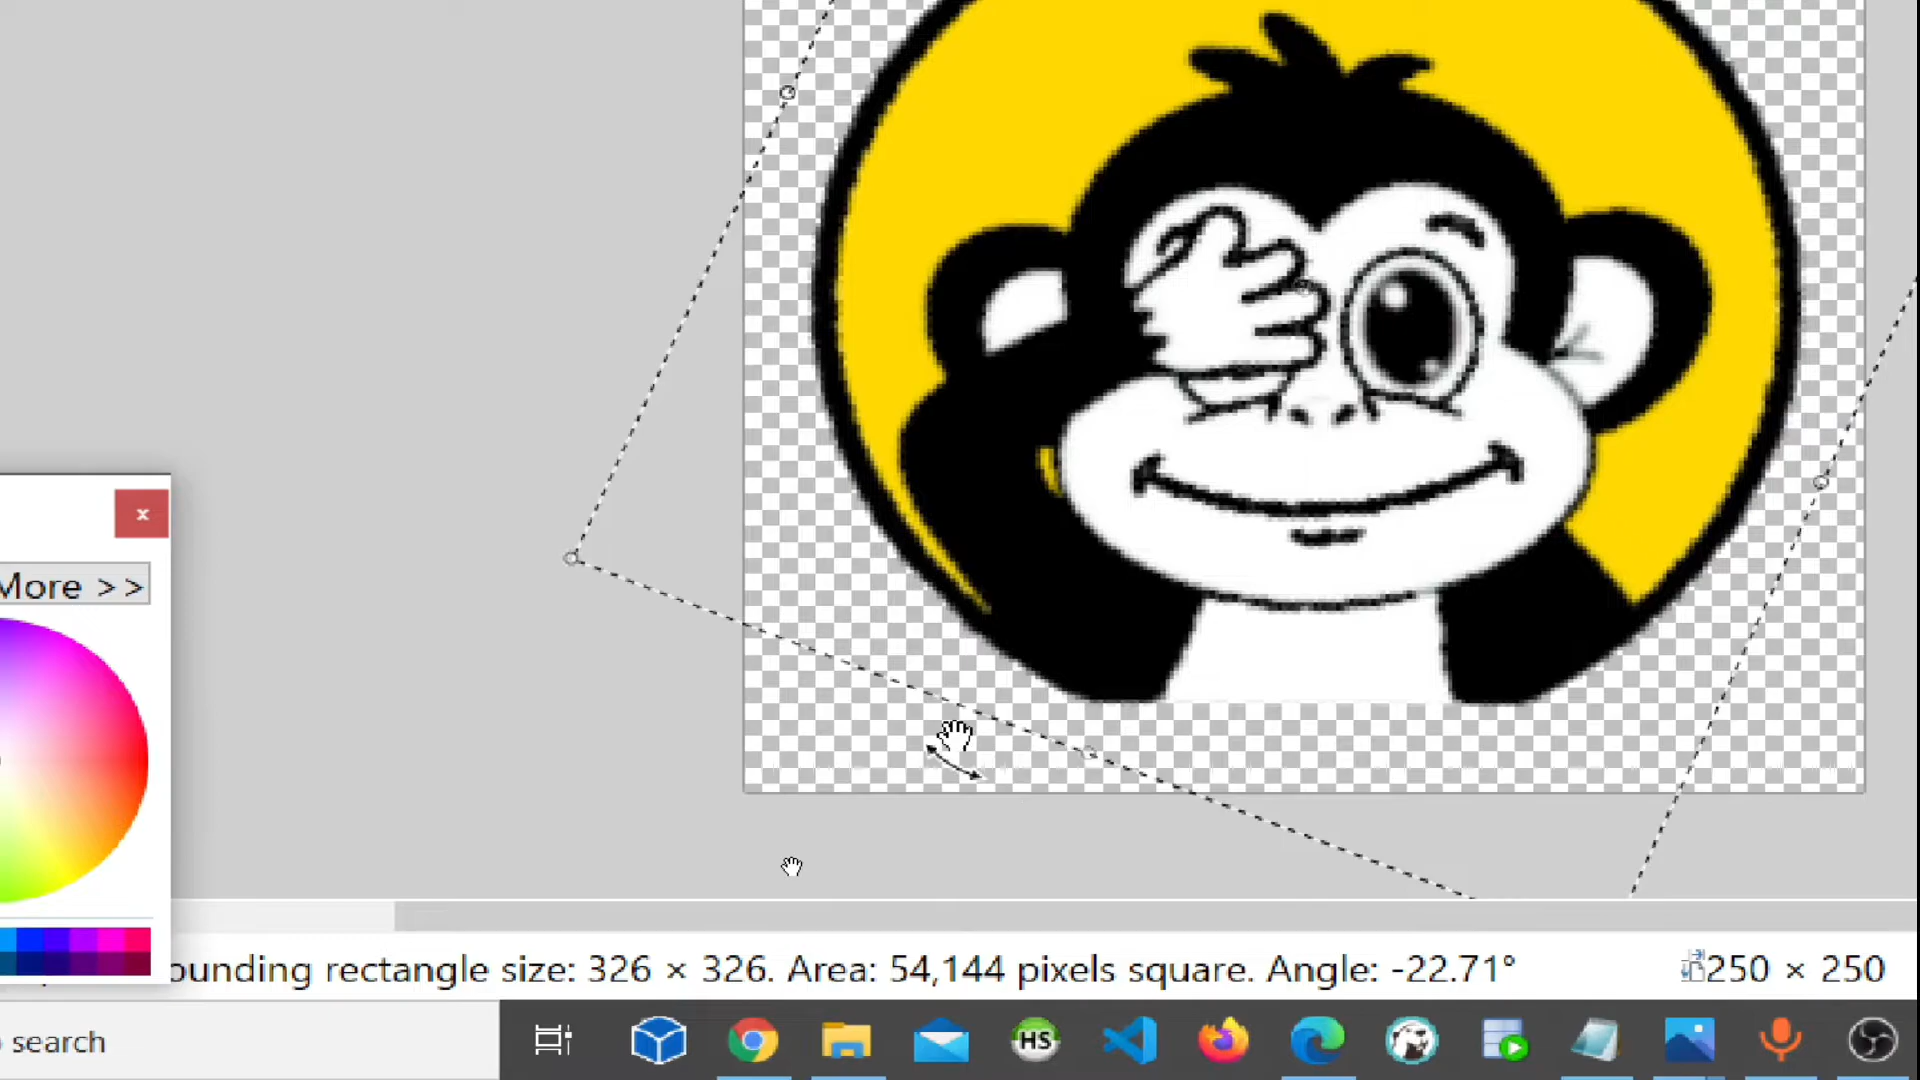 x
More >>
ounding rectangle size: 326 × 326. Area: 54,144 pixels square. Angle: -22.71°
250 × 250
search
HS